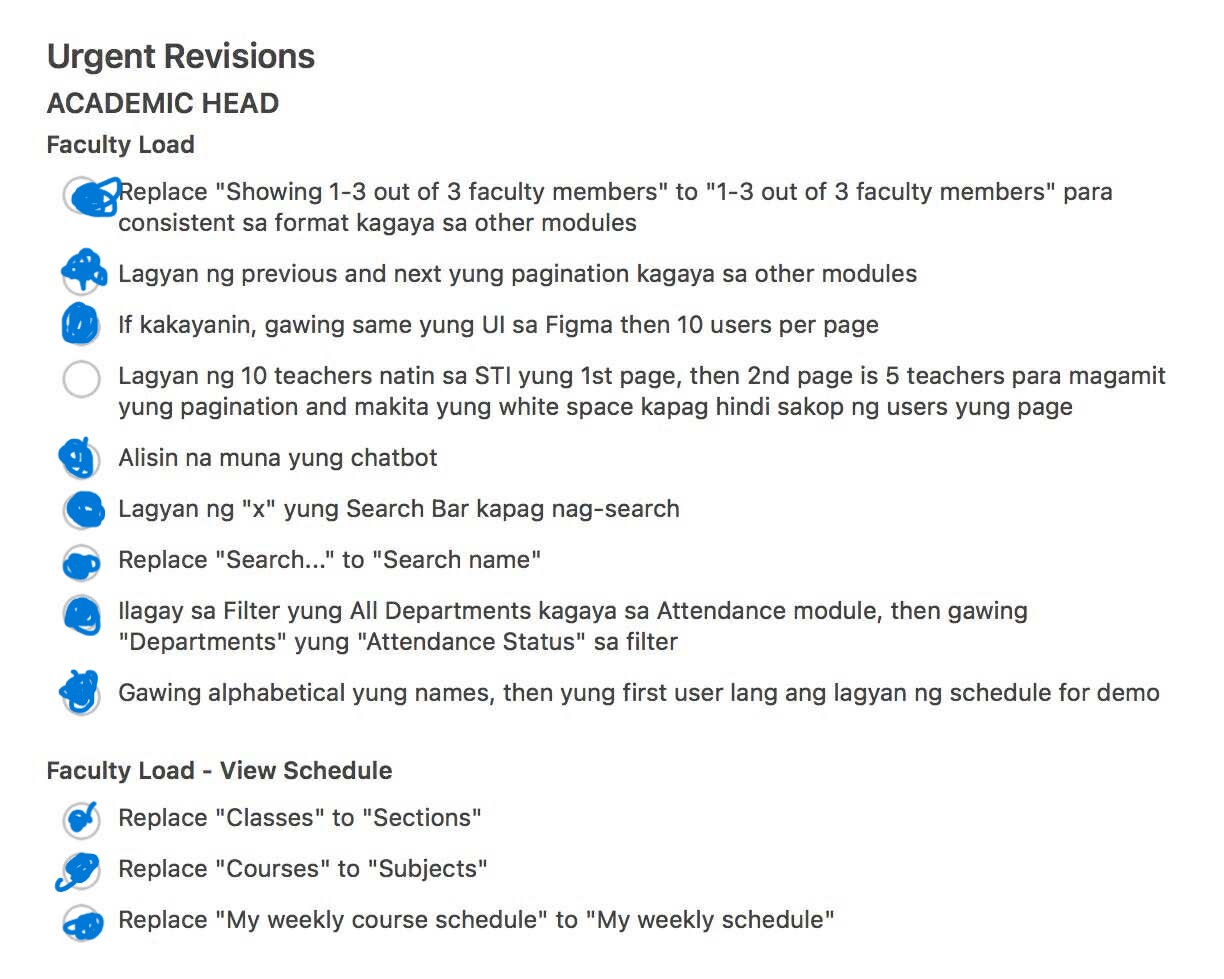 Urgent Revisions
ACADEMIC HEAD
Faculty Load
Replace "Showing 1-3 out of 3 faculty members" to "1-3 out of 3 faculty members" para
consistent sa format kagaya sa other modules
Lagyan ng previous and next yung pagination kagaya sa other modules
If kakayanin, gawing same yung UI sa Figma then 10 users per page
Lagyan ng 10 teachers natin sa STI yung 1st page, then 2nd page is 5 teachers para magamit
yung pagination and makita yung white space kapag hindi sakop ng users yung page
Alisin na muna yung chatbot
Lagyan ng "x" yung Search Bar kapag nag-search
Replace "Search..." to "Search name"
Ilagay sa Filter yung All Departments kagaya sa Attendance module, then gawing
"Departments" yung "Attendance Status" sa filter
Gawing alphabetical yung names, then yung first user lang ang lagyan ng schedule for demo
Faculty Load - View Schedule
Replace "Classes" to "Sections"
Replace "Courses" to "Subjects"
Replace "My weekly course schedule" to "My weekly schedule"